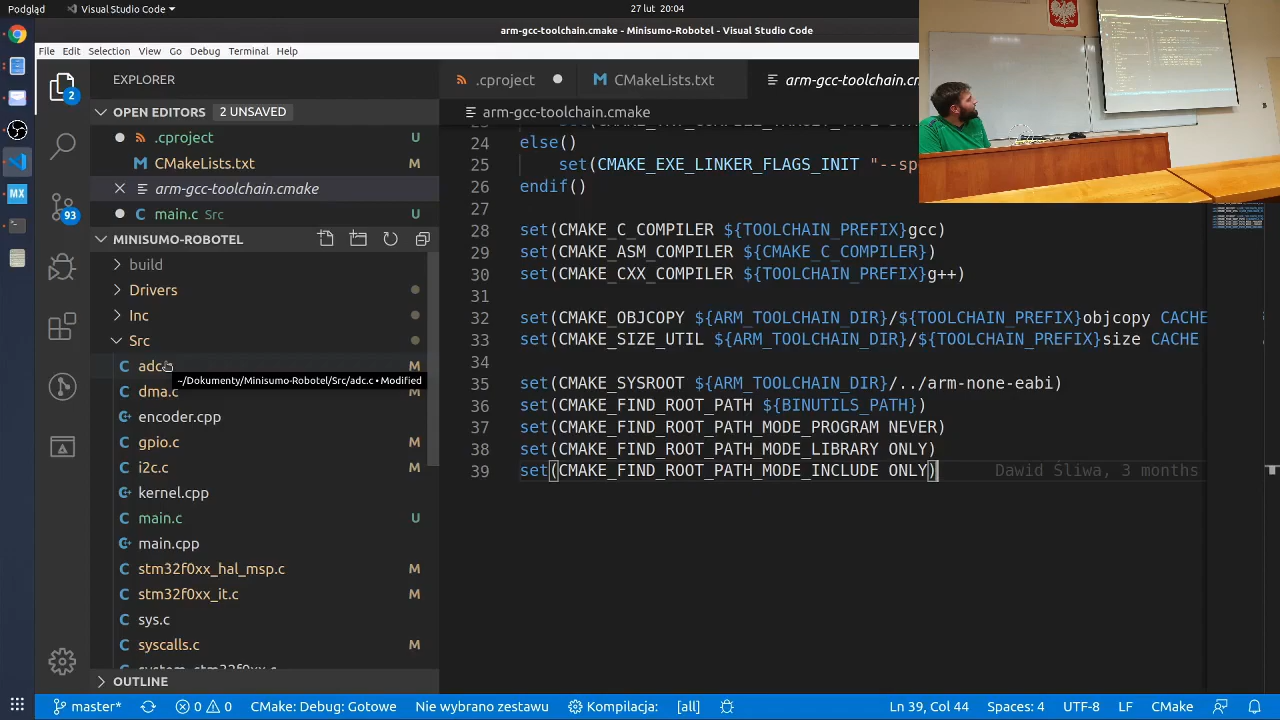 Podgląd
Visual Studio Code
27 lut 20:04
arm-gcc-toolchain.cmake - Minisumo-Robotel - Visual Studio Code
File Edit Selection View Go Debug Terminal Help
2
93
MX
EXPLORER
OPEN EDITORS 2 UNSAVED
.cproject U
CMakeLists.txt M
arm-gcc-toolchain.cmake
main.c Src U
MINISUMO-ROBOTEL
build
Drivers
Inc
Src
adc.c M
~/Dokumenty/Minisumo-Robotel/Src/adc.c • Modified
dma.c M
encoder.cpp
gpio.c M
i2c.c M
kernel.cpp
main.c U
main.cpp
stm32f0xx_hal_msp.c M
stm32f0xx_it.c M
sys.c
syscalls.c M
system_stm32f0xx.c
OUTLINE
.cproject
CMakeLists.txt M
arm-gcc-toolchain.cm
arm-gcc-toolchain.cmake
24 else()
25 set(CMAKE_EXE_LINKER_FLAGS_INIT "--sp
26 endif()
27
28 set(CMAKE_C_COMPILER ${TOOLCHAIN_PREFIX}gcc)
29 set(CMAKE_ASM_COMPILER ${CMAKE_C_COMPILER})
30 set(CMAKE_CXX_COMPILER ${TOOLCHAIN_PREFIX}g++)
31
32 set(CMAKE_OBJCOPY ${ARM_TOOLCHAIN_DIR}/${TOOLCHAIN_PREFIX}objcopy CACHE
33 set(CMAKE_SIZE_UTIL ${ARM_TOOLCHAIN_DIR}/${TOOLCHAIN_PREFIX}size CACHE
34
35 set(CMAKE_SYSROOT ${ARM_TOOLCHAIN_DIR}/../arm-none-eabi)
36 set(CMAKE_FIND_ROOT_PATH ${BINUTILS_PATH})
37 set(CMAKE_FIND_ROOT_PATH_MODE_PROGRAM NEVER)
38 set(CMAKE_FIND_ROOT_PATH_MODE_LIBRARY ONLY)
39 set(CMAKE_FIND_ROOT_PATH_MODE_INCLUDE ONLY) Dawid Śliwa, 3 months
master* 0 0 CMake: Debug: Gotowe Nie wybrano zestawu Kompilacja: [all] Ln 39, Col 44 Spaces: 4 UTF-8 LF CMake